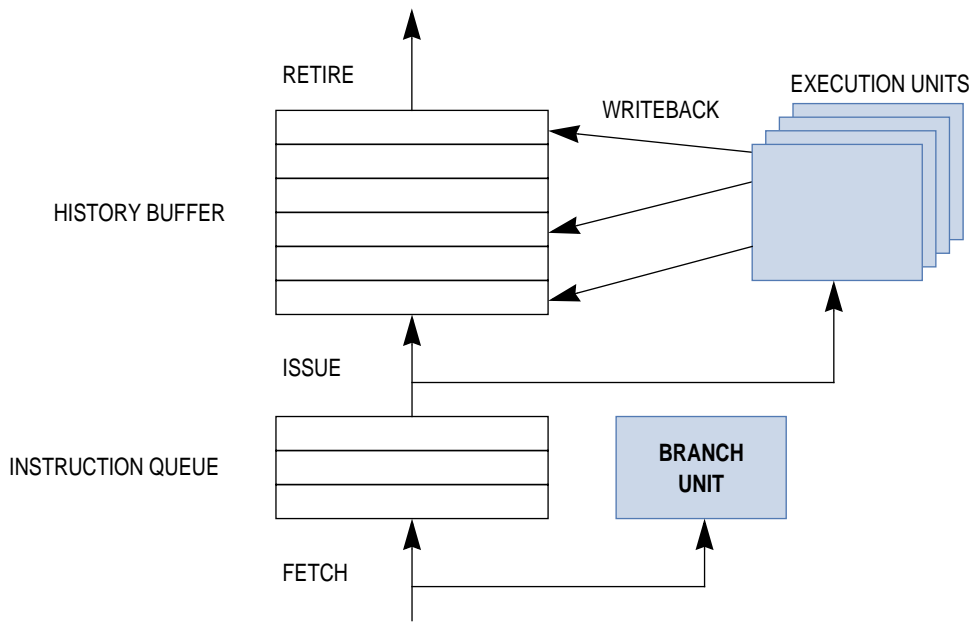 RETIRE
EXECUTION UNITS
WRITEBACK
HISTORY BUFFER
ISSUE
INSTRUCTION QUEUE
BRANCH
UNIT
FETCH